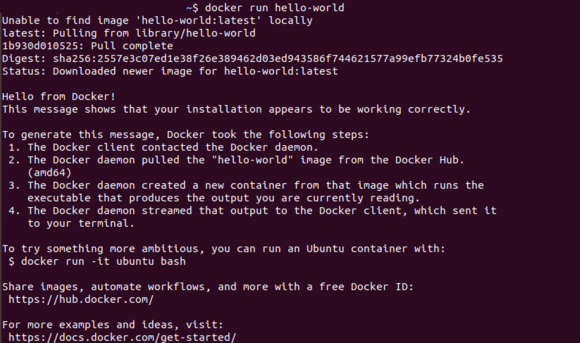 ~$ docker run hello-world
Unable to find image 'hello-world:latest' locally
latest: Pulling from library/hello-world
1b930d010525: Pull complete
Digest: sha256:2557e3c07ed1e38f26e389462d03ed943586f744621577a99efb77324b0fe535
Status: Downloaded newer image for hello-world:latest

Hello from Docker!
This message shows that your installation appears to be working correctly.

To generate this message, Docker took the following steps:
 1. The Docker client contacted the Docker daemon.
 2. The Docker daemon pulled the "hello-world" image from the Docker Hub.
    (amd64)
 3. The Docker daemon created a new container from that image which runs the
    executable that produces the output you are currently reading.
 4. The Docker daemon streamed that output to the Docker client, which sent it
    to your terminal.

To try something more ambitious, you can run an Ubuntu container with:
 $ docker run -it ubuntu bash

Share images, automate workflows, and more with a free Docker ID:
 https://hub.docker.com/

For more examples and ideas, visit:
 https://docs.docker.com/get-started/